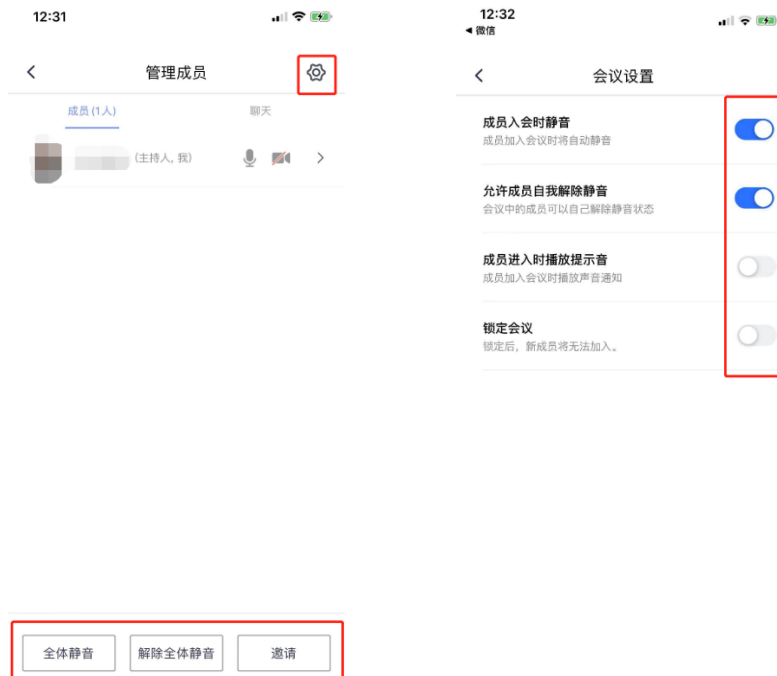 12:31
管理成员
成员(1人)
聊天
(主持人, 我)
全体静音
解除全体静音
邀请
12:32
◀ 微信
会议设置
成员入会时静音
成员加入会议时将自动静音
允许成员自我解除静音
会议中的成员可以自己解除静音状态
成员进入时播放提示音
成员加入会议时播放声音通知
锁定会议
锁定后，新成员将无法加入。